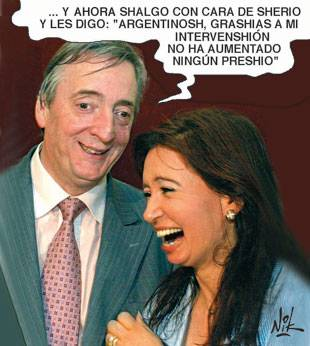 ... Y AHORA SHALGO CON CARA DE SHERIO
Y LES DIGO: "ARGENTINOSH, GRASHIAS A MI
INTERVENSHIÓN
NO HA AUMENTADO
NINGÚN PRESHIO"
NiK